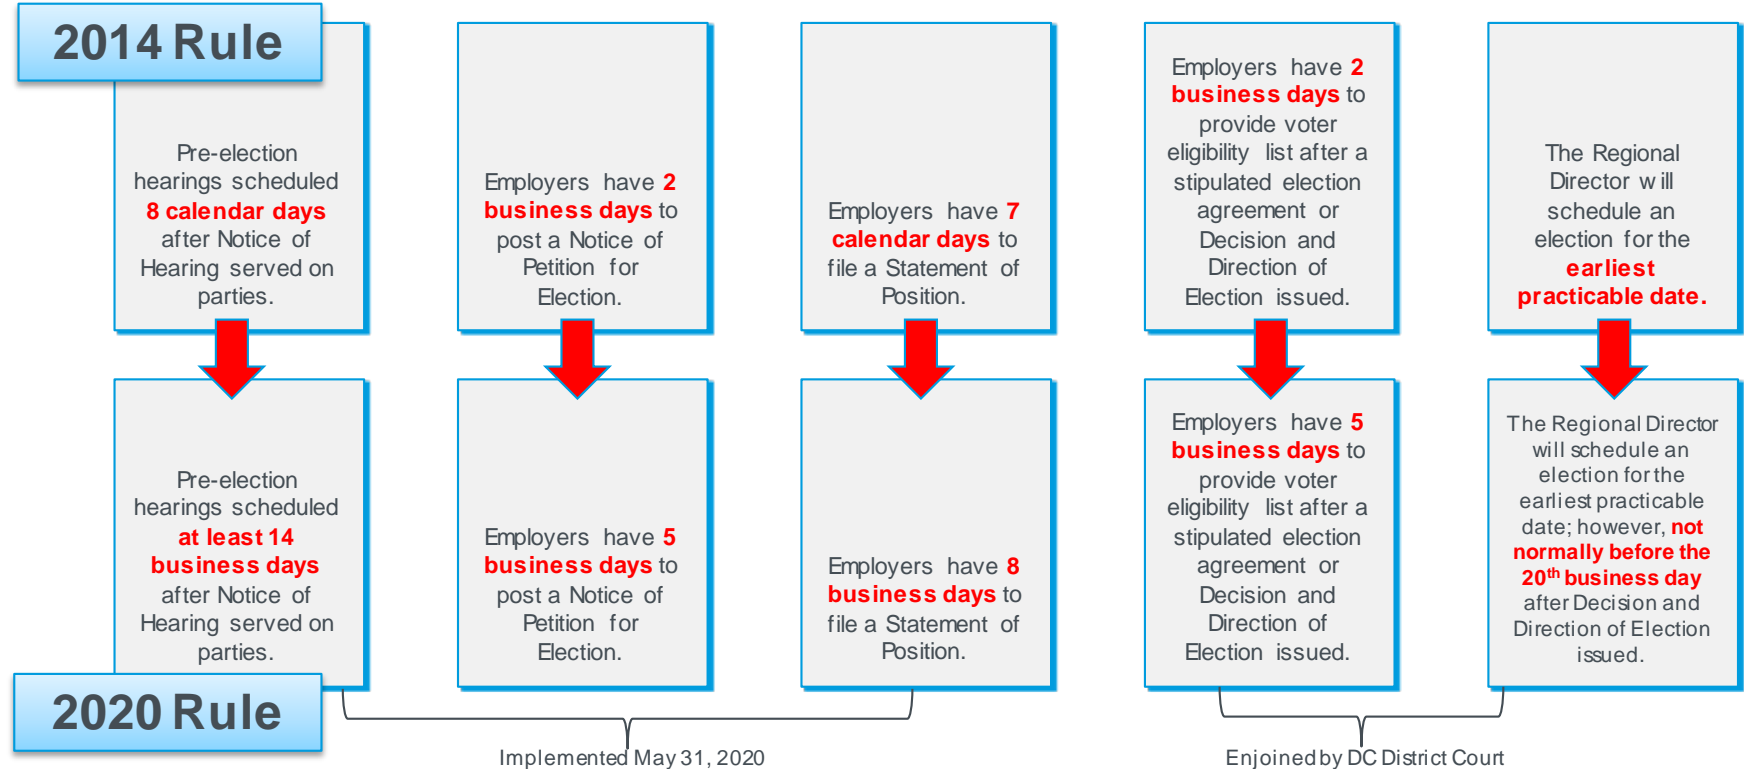 2014 Rule
Pre-election
hearings scheduled
8 calendar days
after Notice of
Hearing served on
parties.
Employers have 2
business days to
post a Notice of
Petition for
Election.
Employers have 7
calendar days to
file a Statement of
Position.
Employers have 2
business days to
provide voter
eligibility list after a
stipulated election
agreement or
Decision and
Direction of
Election issued.
The Regional
Director will
schedule an
election for the
earliest
practicable date.
Pre-election
hearings scheduled
at least 14
business days
after Notice of
Hearing served on
parties.
Employers have 5
business days to
post a Notice of
Petition for
Election.
Employers have 8
business days to
file a Statement of
Position.
Employers have 5
business days to
provide voter
eligibility list after a
stipulated election
agreement or
Decision and
Direction of
Election issued.
The Regional Director
will schedule an
election for the
earliest practicable
date; however, not
normally before the
20th business day
after Decision and
Direction of Election
issued.
2020 Rule
Implemented May 31, 2020
Enjoined by DC District Court